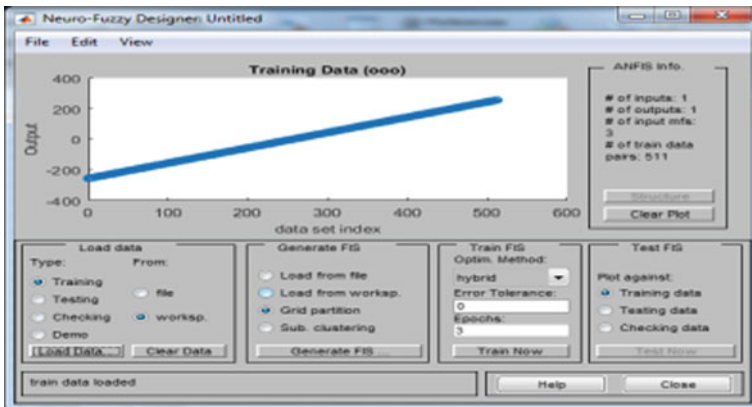 Neuro-Fuzzy Designer: Untitled
File Edit View
Training Data (ooo)
400
200
0
-200
-400
Output
0 100 200 300 400 500 600
data set index
ANFIS Info.
# of inputs: 1
# of outputs: 1
# of input mfs:
3
# of train data
pairs: 511
Structure
Clear Plot
Load data
Type: From:
Training
Testing
Checking
Demo
file
worksp.
Load Data... Clear Data
Generate FIS
Load from file
Load from worksp.
Grid partition
Sub. clustering
Generate FIS ...
Train FIS
Optim. Method:
hybrid
Error Tolerance:
0
Epochs:
3
Train Now
Test FIS
Plot against:
Training data
Testing data
Checking data
Test Now
train data loaded
Help Close